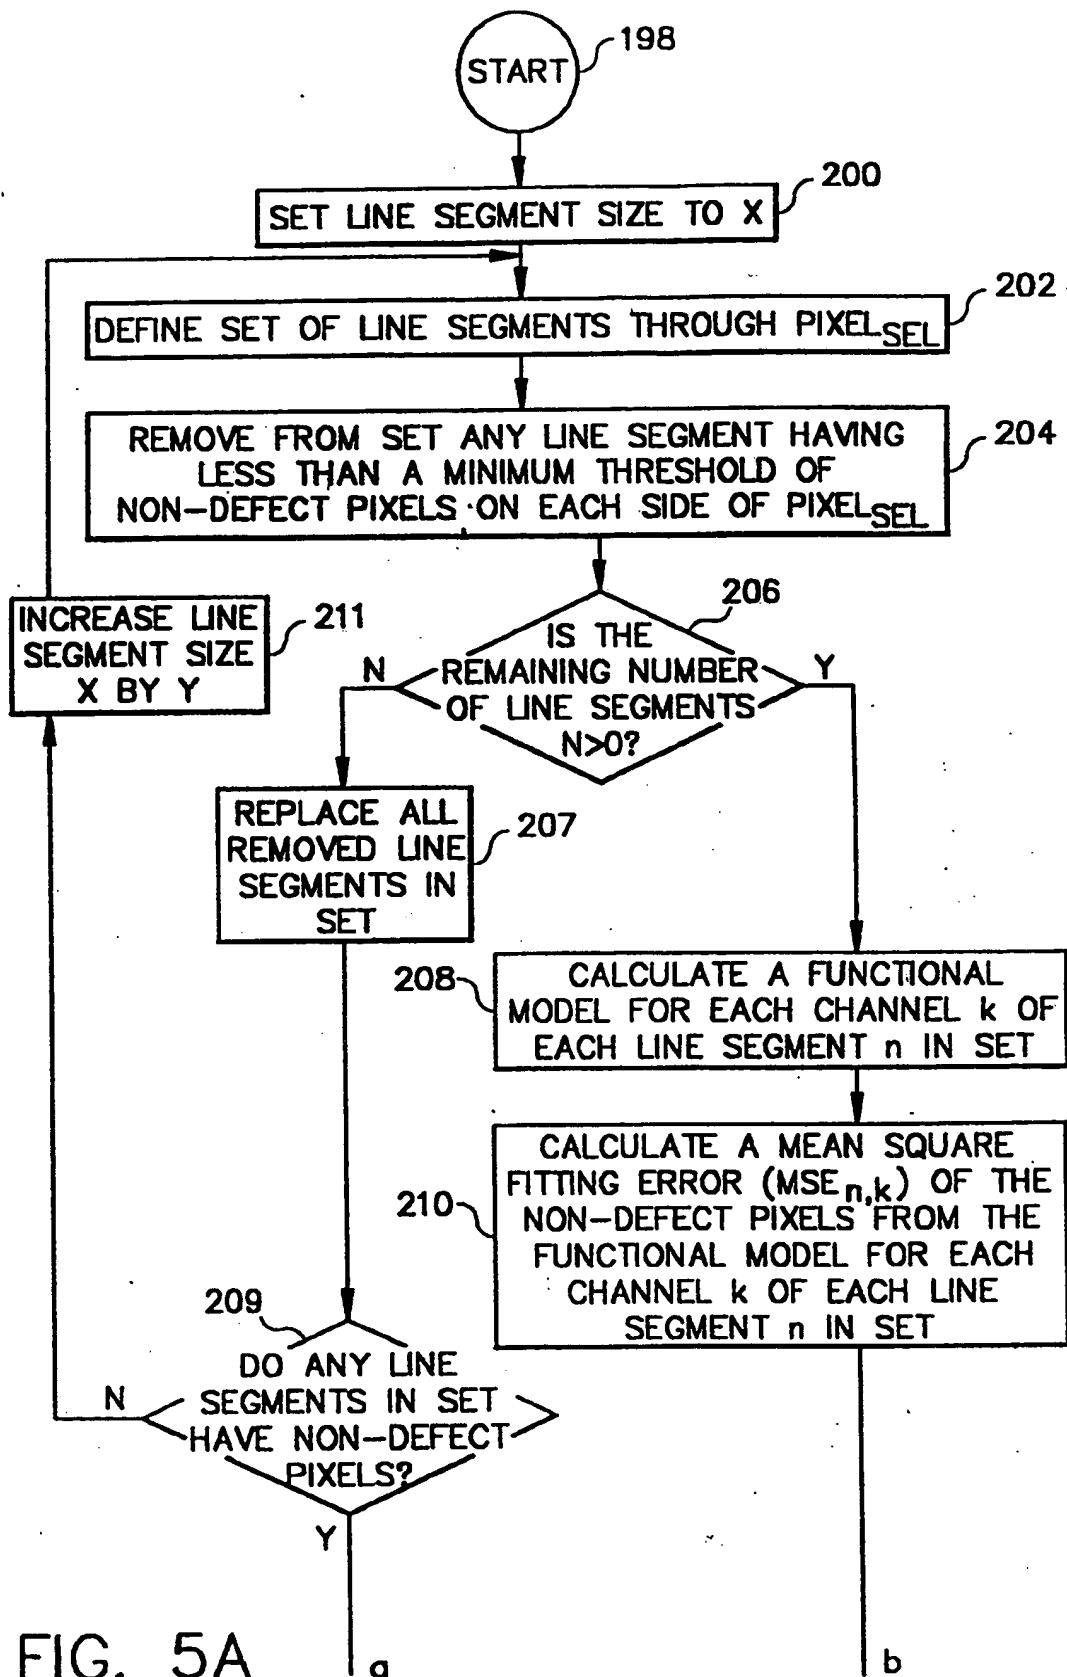 START
198
SET LINE SEGMENT SIZE TO X
200
DEFINE SET OF LINE SEGMENTS THROUGH PIXEL_SEL
202
REMOVE FROM SET ANY LINE SEGMENT HAVING
LESS THAN A MINIMUM THRESHOLD OF
NON-DEFECT PIXELS ON EACH SIDE OF PIXEL_SEL
204
INCREASE LINE
SEGMENT SIZE
X BY Y
211
IS THE
REMAINING NUMBER
OF LINE SEGMENTS
N>0?
206
N
Y
REPLACE ALL
REMOVED LINE
SEGMENTS IN
SET
207
208
CALCULATE A FUNCTIONAL
MODEL FOR EACH CHANNEL k OF
EACH LINE SEGMENT n IN SET
210
CALCULATE A MEAN SQUARE
FITTING ERROR (MSE_n,k) OF THE
NON-DEFECT PIXELS FROM THE
FUNCTIONAL MODEL FOR EACH
CHANNEL k OF EACH LINE
SEGMENT n IN SET
209
DO ANY LINE
SEGMENTS IN SET
HAVE NON-DEFECT
PIXELS?
N
Y
a
b
FIG. 5A